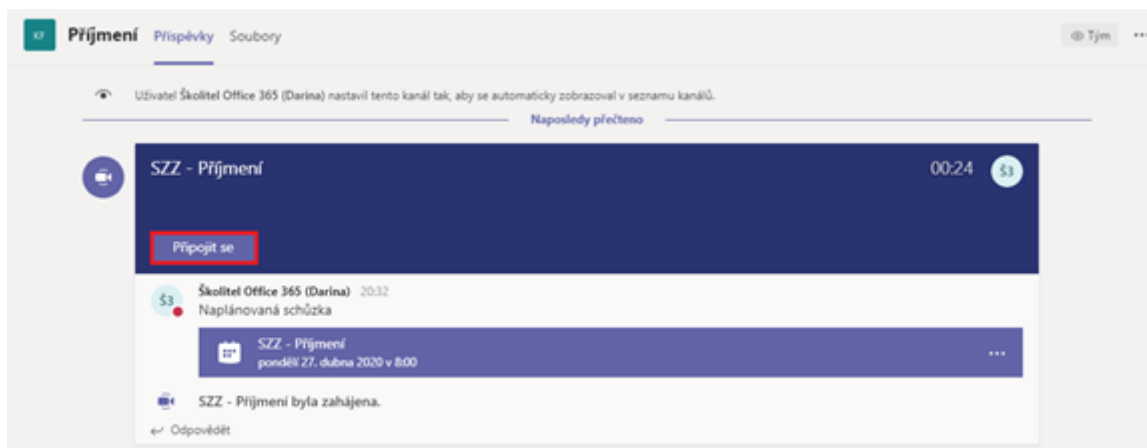 KF Příjmení Příspěvky Soubory Tým
Uživatel Školitel Office 365 (Darina) nastavil tento kanál tak, aby se automaticky zobrazoval v seznamu kanálů.
Naposledy přečteno
SZZ - Příjmení 00:24 Š3
Připojit se
Š3 Školitel Office 365 (Darina) 20:32
Naplánovaná schůzka
SZZ - Příjmení
pondělí 27. dubna 2020 v 8:00
SZZ - Příjmení byla zahájena.
Odpovědět